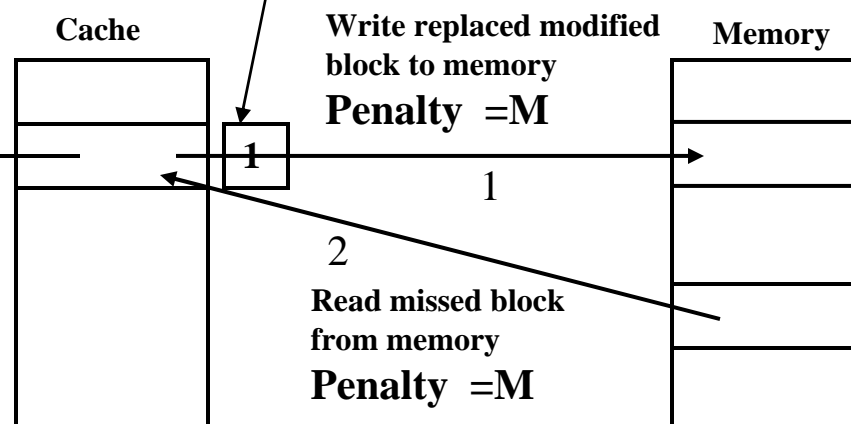 Cache
Write replaced modified
block to memory
Penalty =M
Memory
1
1
2
Read missed block
from memory
Penalty =M